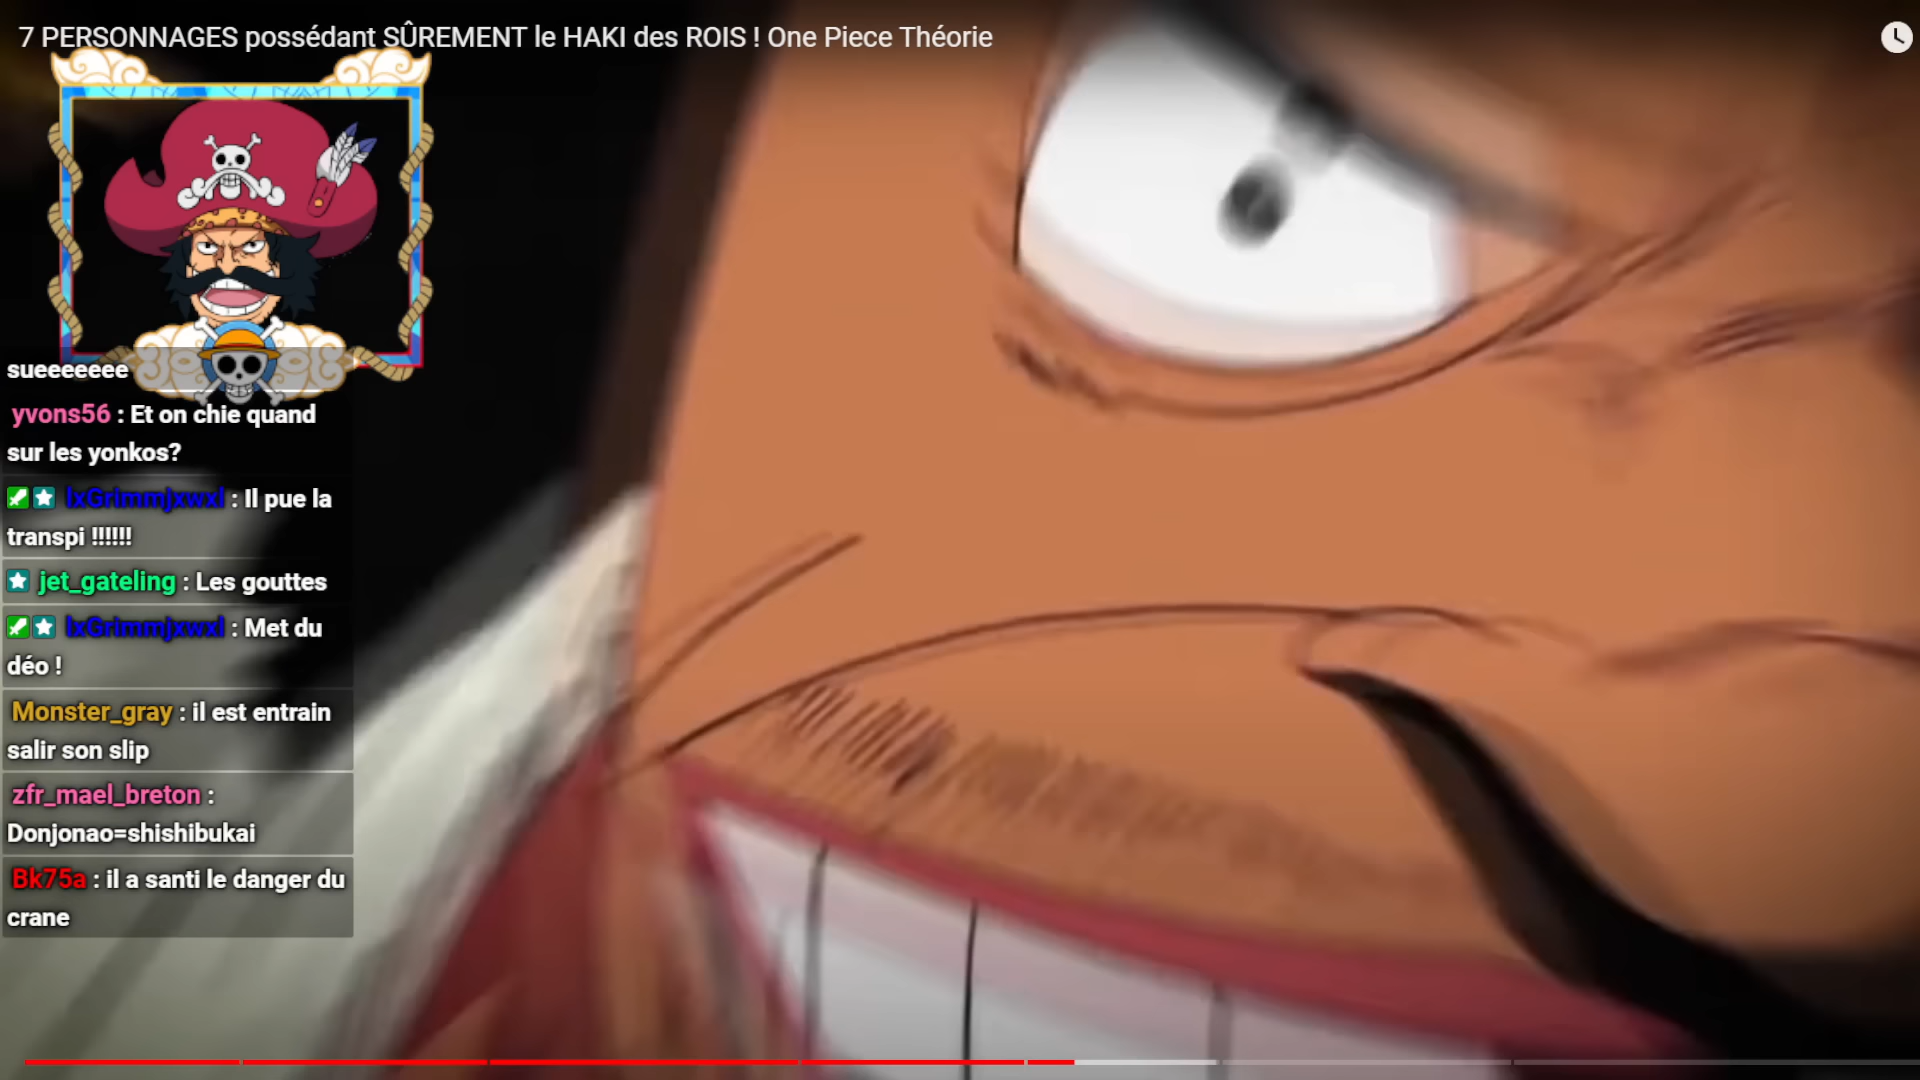 7 PERSONNAGES possédant SÛREMENT le HAKI des ROIS ! One Piece Théorie
sueeeeeee
yvons56 : Et on chie quand
sur les yonkos?
lxGrimmjxwxl : Il pue la
transpi !!!!!!
jet_gateling : Les gouttes
lxGrimmjxwxl : Met du
déo !
Monster_gray : il est entrain
salir son slip
zfr_mael_breton :
Donjonao=shishibukai
Bk75a : il a santi le danger du
crane